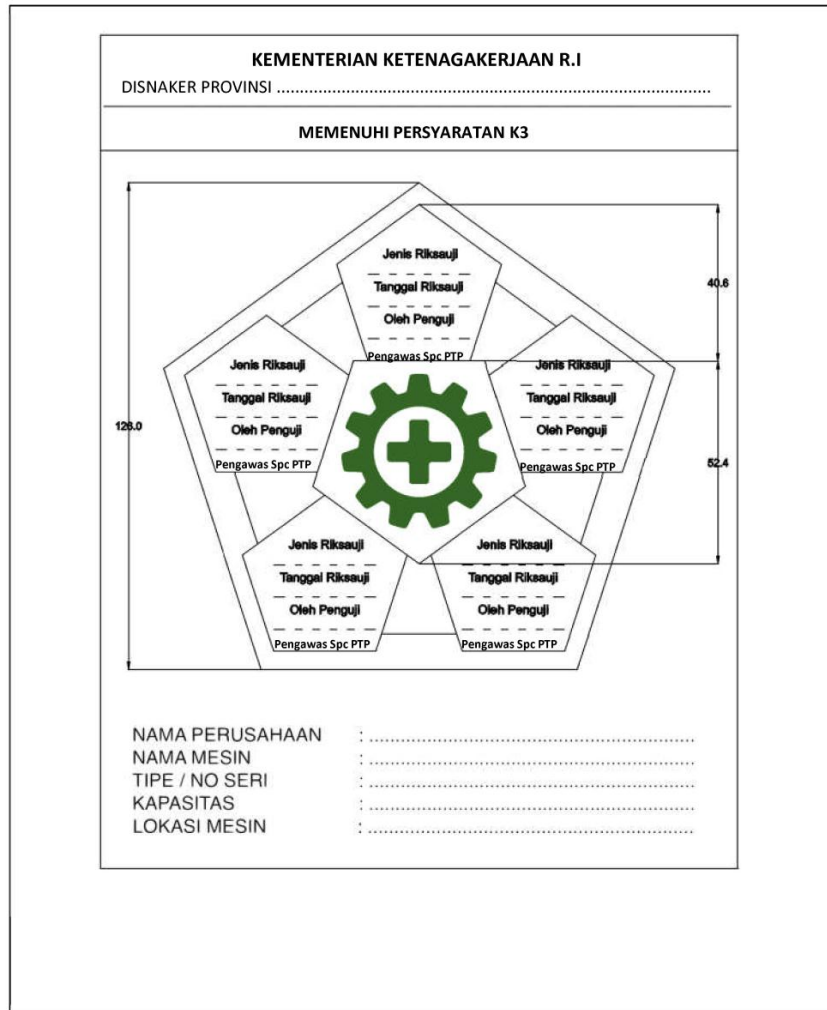 KEMENTERIAN KETENAGAKERJAAN R.I
DISNAKER PROVINSI ..............................................................................................
MEMENUHI PERSYARATAN K3
Jenis Riksauji
Tanggal Riksauji
Oleh Penguji
Pengawas Spc PTP
40.6
Jenis Riksauji
Tanggal Riksauji
Oleh Penguji
Pengawas Spc PTP
Jenis Riksauji
Tanggal Riksauji
Oleh Penguji
Pengawas Spc PTP
126.0
52.4
Jenis Riksauji
Tanggal Riksauji
Oleh Penguji
Pengawas Spc PTP
Jenis Riksauji
Tanggal Riksauji
Oleh Penguji
Pengawas Spc PTP
NAMA PERUSAHAAN : ................................................................
NAMA MESIN : ................................................................
TIPE / NO SERI : ................................................................
KAPASITAS : ................................................................
LOKASI MESIN : ................................................................